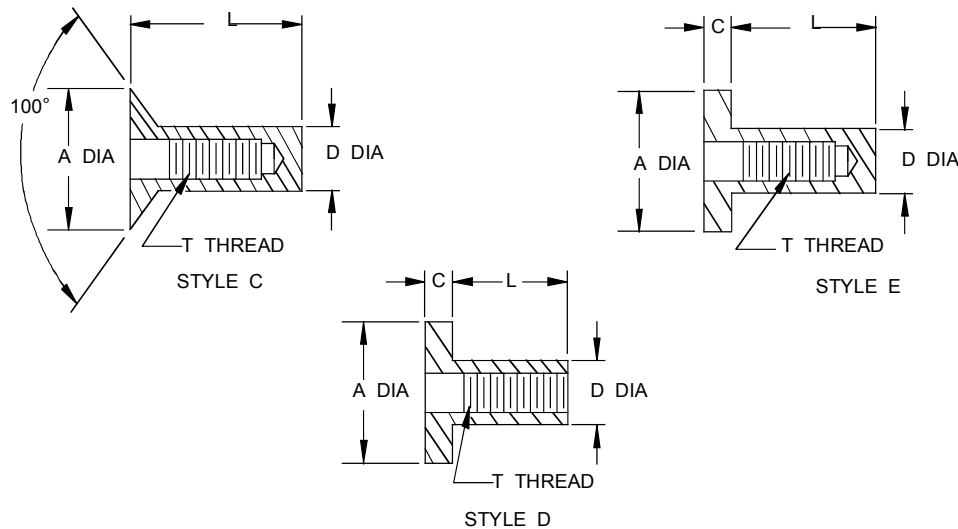 L
100°
A DIA
D DIA
T THREAD
STYLE C
C
L
A DIA
D DIA
T THREAD
STYLE E
C
L
A DIA
D DIA
T THREAD
STYLE D